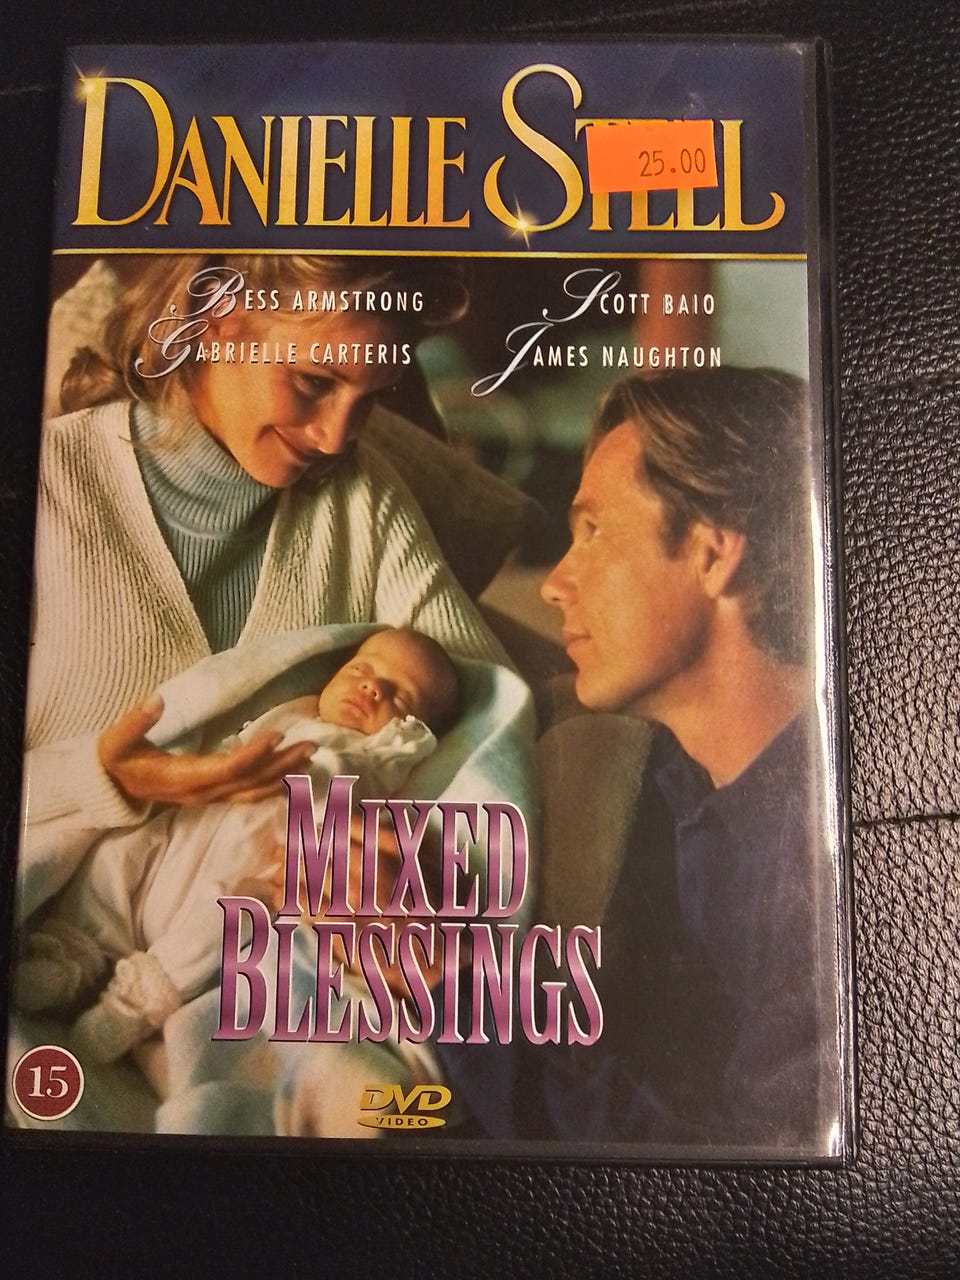 DANIELLE STEEL
25.00
BESS ARMSTRONG SCOTT BAIO
GABRIELLE CARTERIS JAMES NAUGHTON
MIXED
BLESSINGS
15
DVD
VIDEO